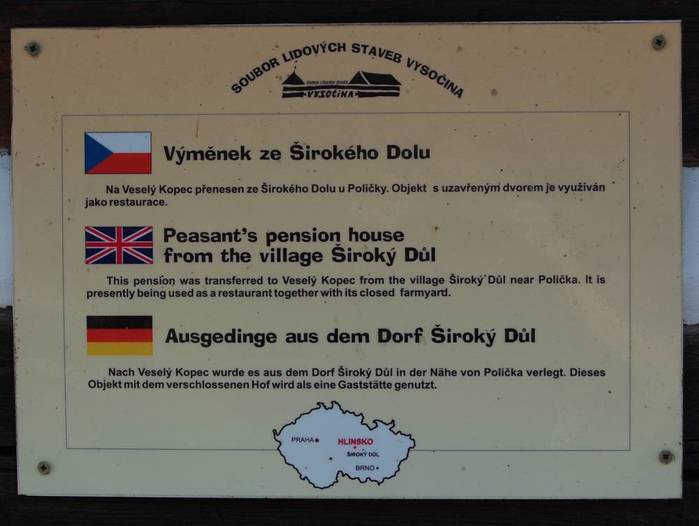 SOUBOR LIDOVÝCH STAVEB VYSOČINA
VYSOČINA
Výměnek ze Širokého Dolu
Na Veselý Kopec přenesen ze Širokého Dolu u Poličky. Objekt s uzavřeným dvorem je využíván
jako restaurace.
Peasant's pension house
from the village Široký Důl
This pension was transferred to Veselý Kopec from the village Široký Důl near Polička. It is
presently being used as a restaurant together with its closed farmyard.
Ausgedinge aus dem Dorf Široký Důl
Nach Veselý Kopec wurde es aus dem Dorf Široký Důl in der Nähe von Polička verlegt. Dieses
Objekt mit dem verschlossenen Hof wird als eine Gaststätte genutzt.
PRAHA
HLINSKO
ŠIROKÝ DŮL
BRNO